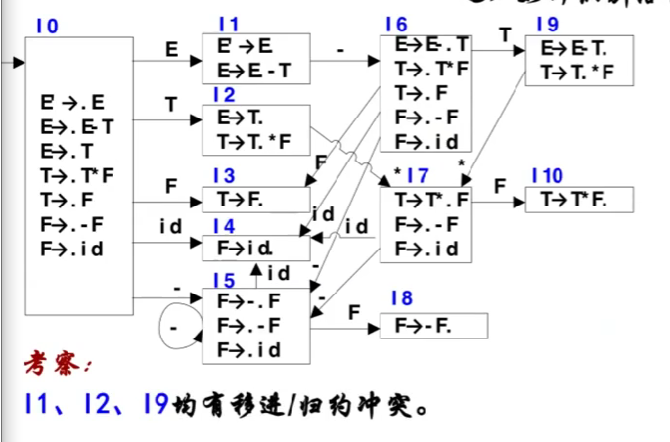 I0
E'→.E
E→.E-T
E→.T
T→.T*F
T→.F
F→.-F
F→.id
E
T
F
id
-
-
I1
E'→E.
E→E.-T
I2
E→T.
T→T.*F
I3
T→F.
I4
F→id.
id
I5
F→-.F
F→.-F
F→.id
-
F
id
id
-
-
F
I6
E→E-.T
T→.T*F
T→.F
F→.-F
F→.id
T
*
*
I7
T→T*.F
F→.-F
F→.id
F
I8
F→-F.
I9
E→E-T.
T→T.*F
I10
T→T*F.
考察：
I1、I2、I9均有移进/归约冲突。